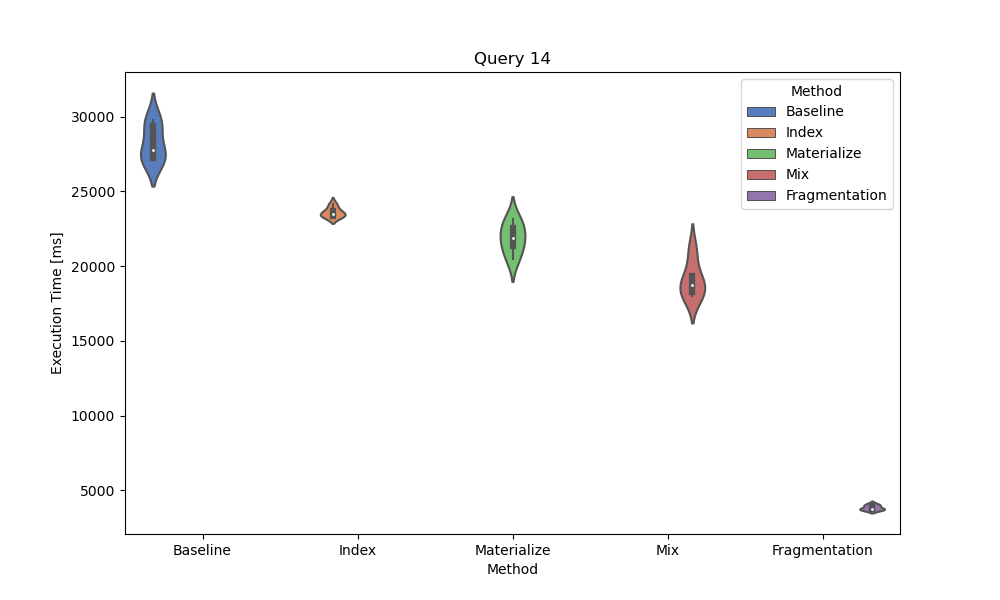 Query 14
Execution Time [ms]
30000
25000
20000
15000
10000
5000
Method
Baseline
Index
Materialize
Mix
Fragmentation
Baseline
Index
Materialize
Mix
Fragmentation
Method